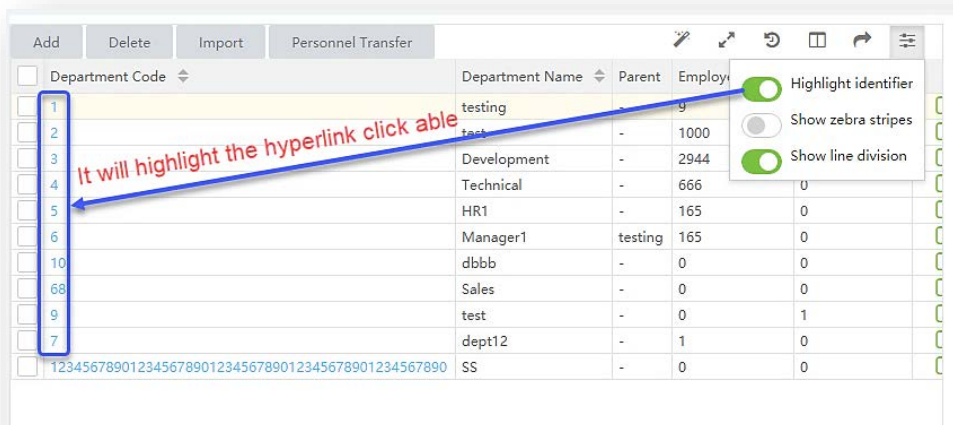 Add Delete Import Personnel Transfer
Department Code Department Name Parent Employe
Highlight identifier
Show zebra stripes
Show line division
It will highlight the hyperlink click able
1 testing - 9
2 test - 1000
3 Development - 2944
4 Technical - 666 0
5 HR1 - 165 0
6 Manager1 testing 165 0
10 dbbb - 0 0
68 Sales - 0 0
9 test - 0 1
7 dept12 - 1 0
12345678901234567890123456789012345678901234567890 SS - 0 0